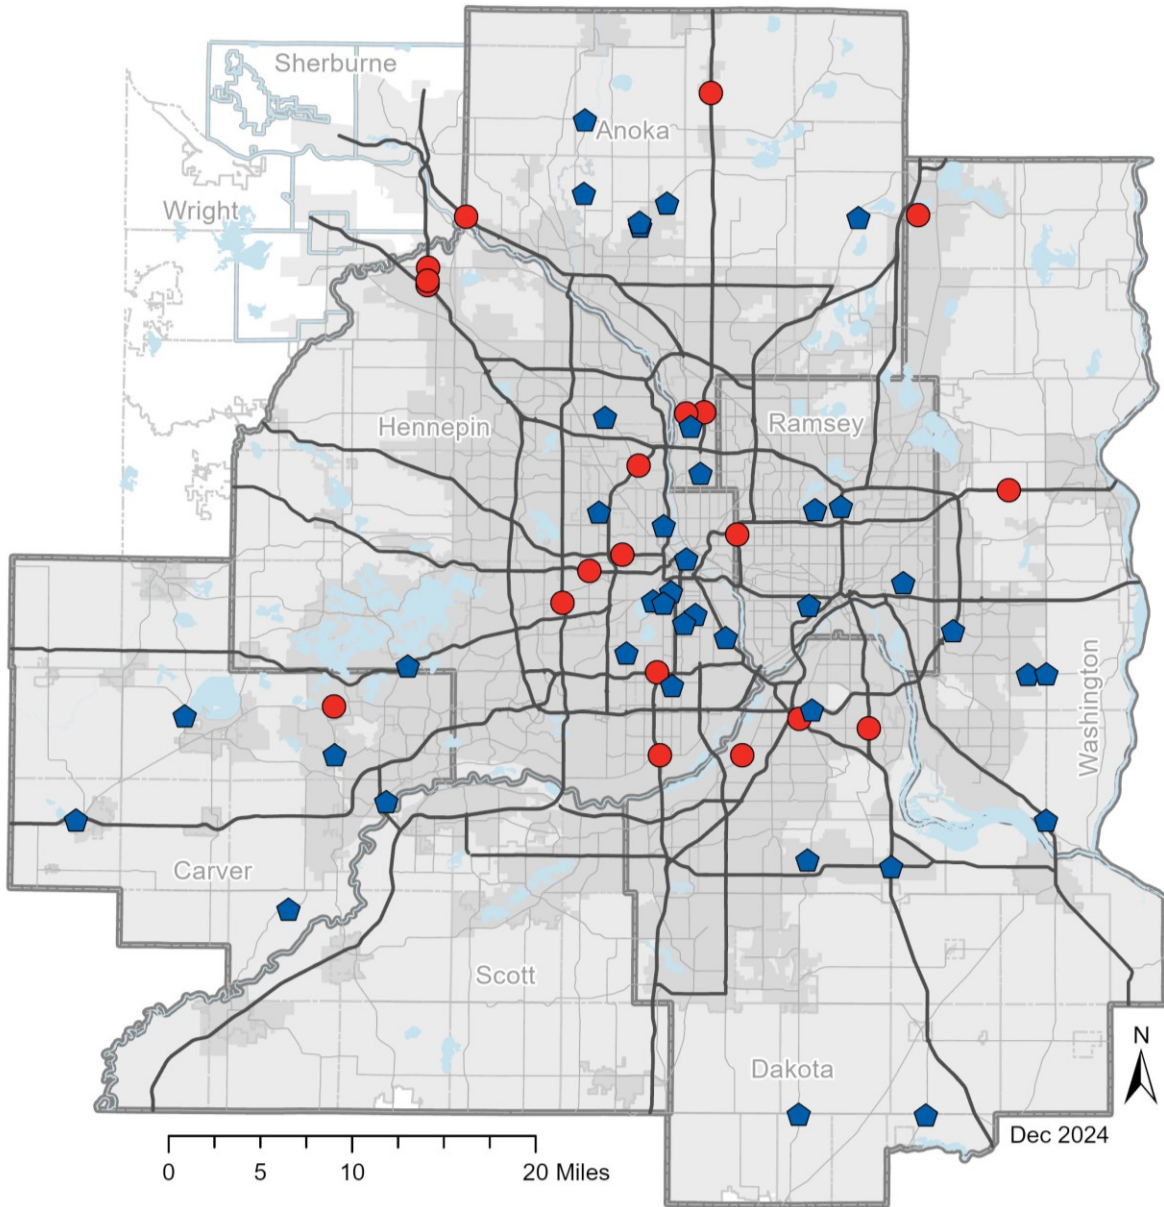 Sherburne
Anoka
Wright
Hennepin
Ramsey
Washington
Carver
Scott
Dakota
N
Dec 2024
0 5 10 20 Miles